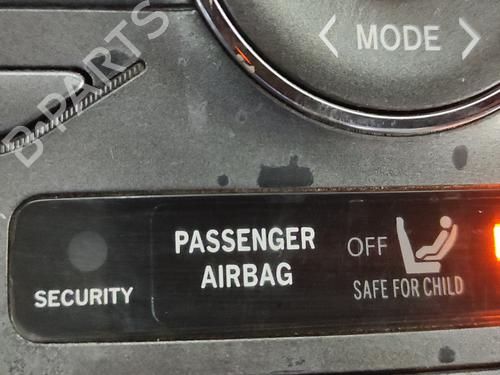 < MODE >
B PARTS
PASSENGER
AIRBAG
OFF
SAFE FOR CHILD
SECURITY